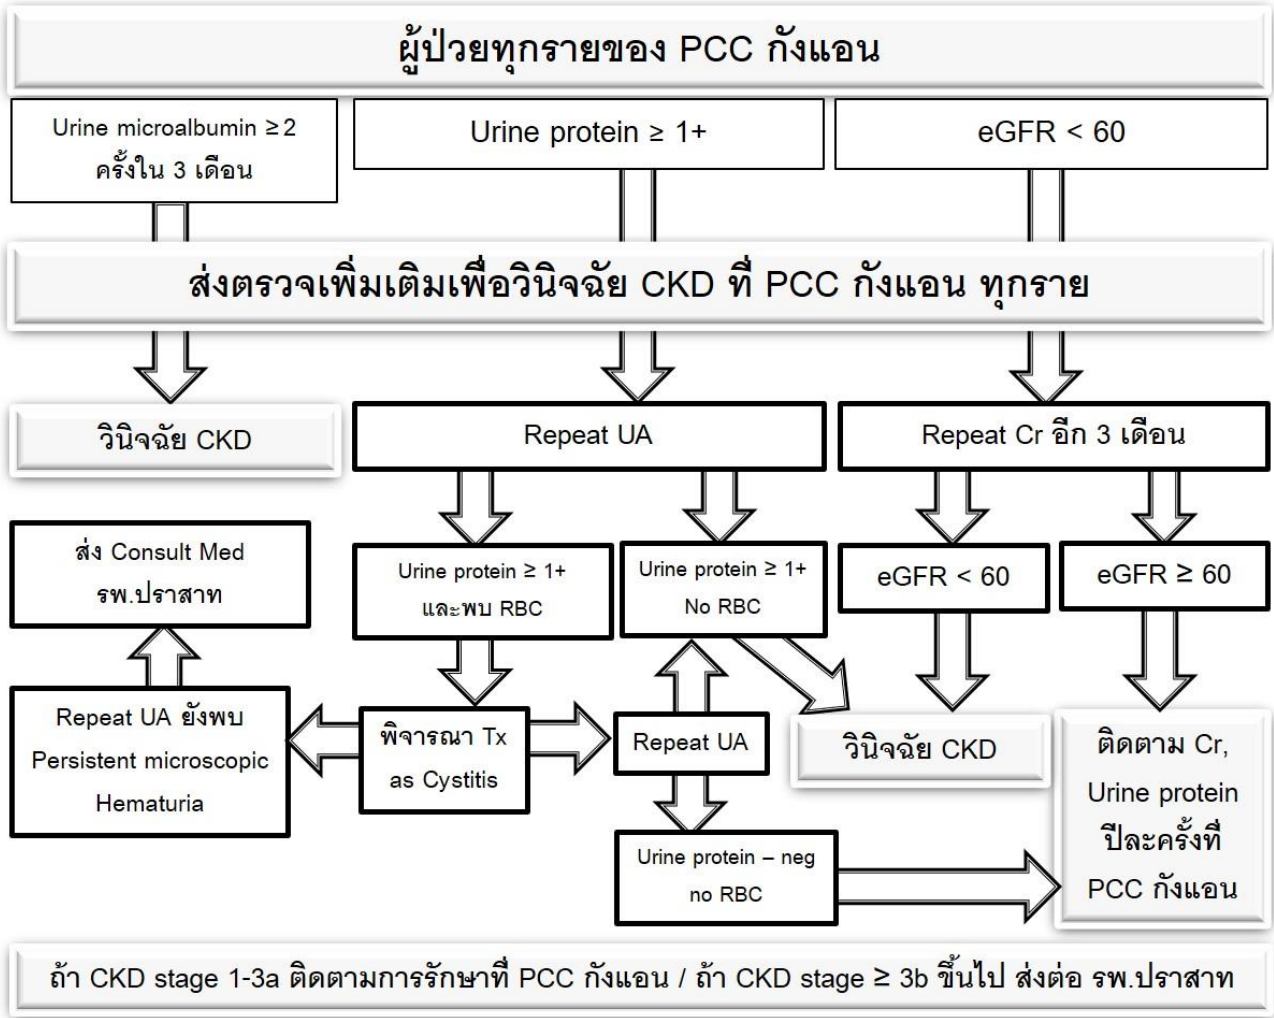 ผู้ป่วยทุกรายของ PCC กังแอน
Urine microalbumin ≥ 2
ครั้งใน 3 เดือน
Urine protein ≥ 1+
eGFR < 60
ส่งตรวจเพิ่มเติมเพื่อวินิจฉัย CKD ที่ PCC กังแอน ทุกราย
วินิจฉัย CKD
Repeat UA
Repeat Cr อีก 3 เดือน
ส่ง Consult Med
รพ.ปราสาท
Urine protein ≥ 1+
และพบ RBC
Urine protein ≥ 1+
No RBC
eGFR < 60
eGFR ≥ 60
Repeat UA ยังพบ
Persistent microscopic
Hematuria
พิจารณา Tx
as Cystitis
Repeat UA
วินิจฉัย CKD
ติดตาม Cr,
Urine protein
ปีละครั้งที่
PCC กังแอน
Urine protein – neg
no RBC
ถ้า CKD stage 1-3a ติดตามการรักษาที่ PCC กังแอน / ถ้า CKD stage ≥ 3b ขึ้นไป ส่งต่อ รพ.ปราสาท